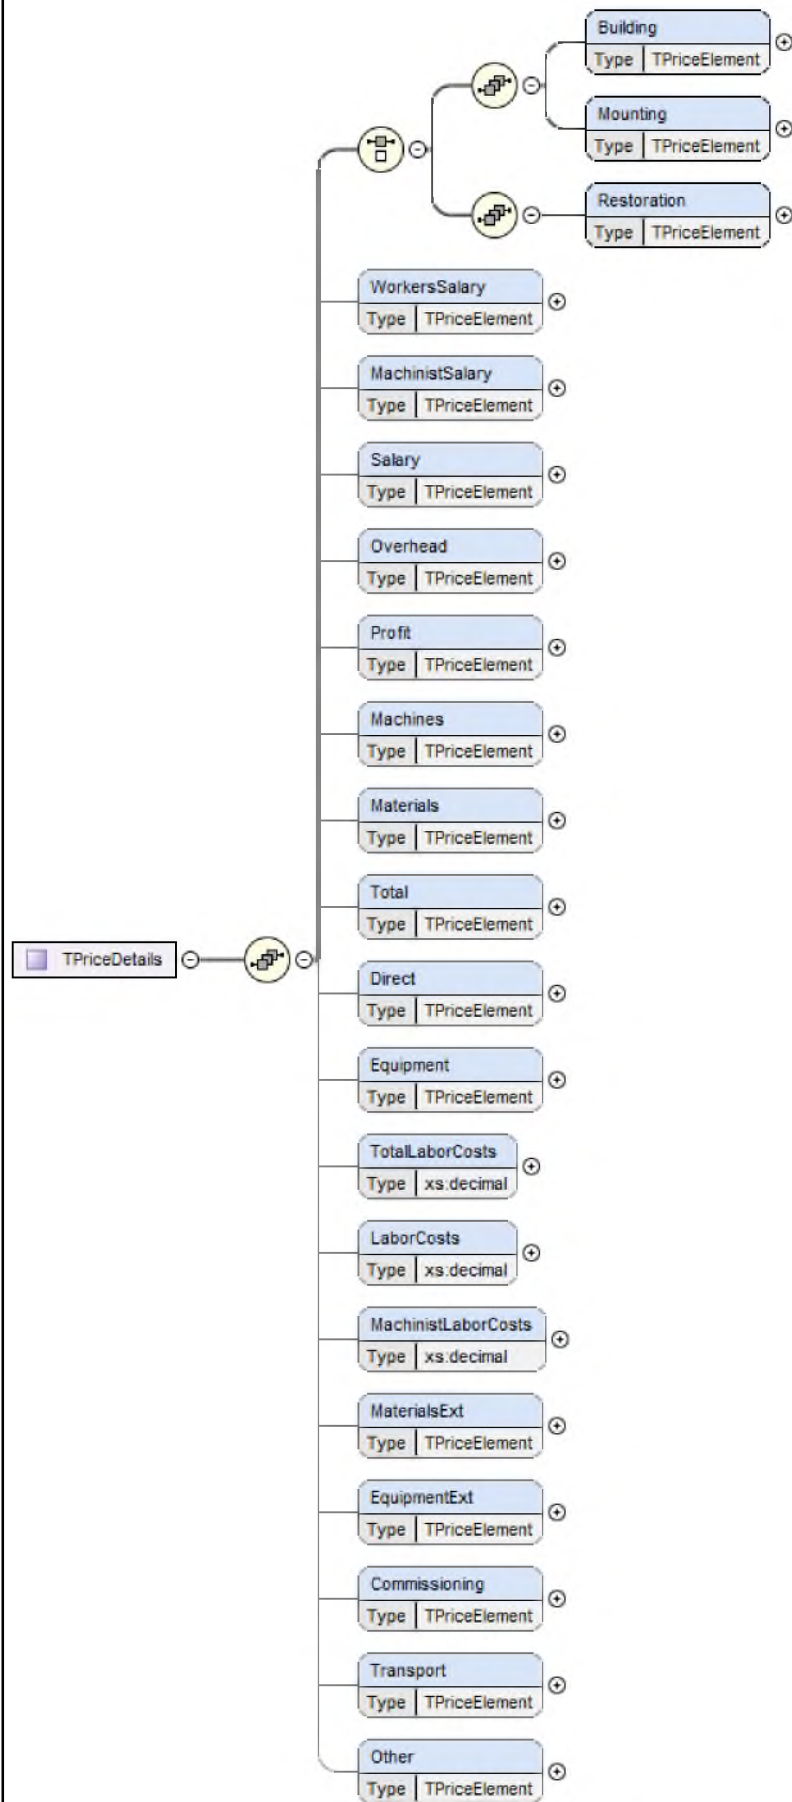 Building
Type TPriceElement
Mounting
Type TPriceElement
Restoration
Type TPriceElement
WorkersSalary
Type TPriceElement
MachinistSalary
Type TPriceElement
Salary
Type TPriceElement
Overhead
Type TPriceElement
Profit
Type TPriceElement
Machines
Type TPriceElement
Materials
Type TPriceElement
Total
Type TPriceElement
TPriceDetails
Direct
Type TPriceElement
Equipment
Type TPriceElement
TotalLaborCosts
Type xs:decimal
LaborCosts
Type xs:decimal
MachinistLaborCosts
Type xs:decimal
MaterialsExt
Type TPriceElement
EquipmentExt
Type TPriceElement
Commissioning
Type TPriceElement
Transport
Type TPriceElement
Other
Type TPriceElement